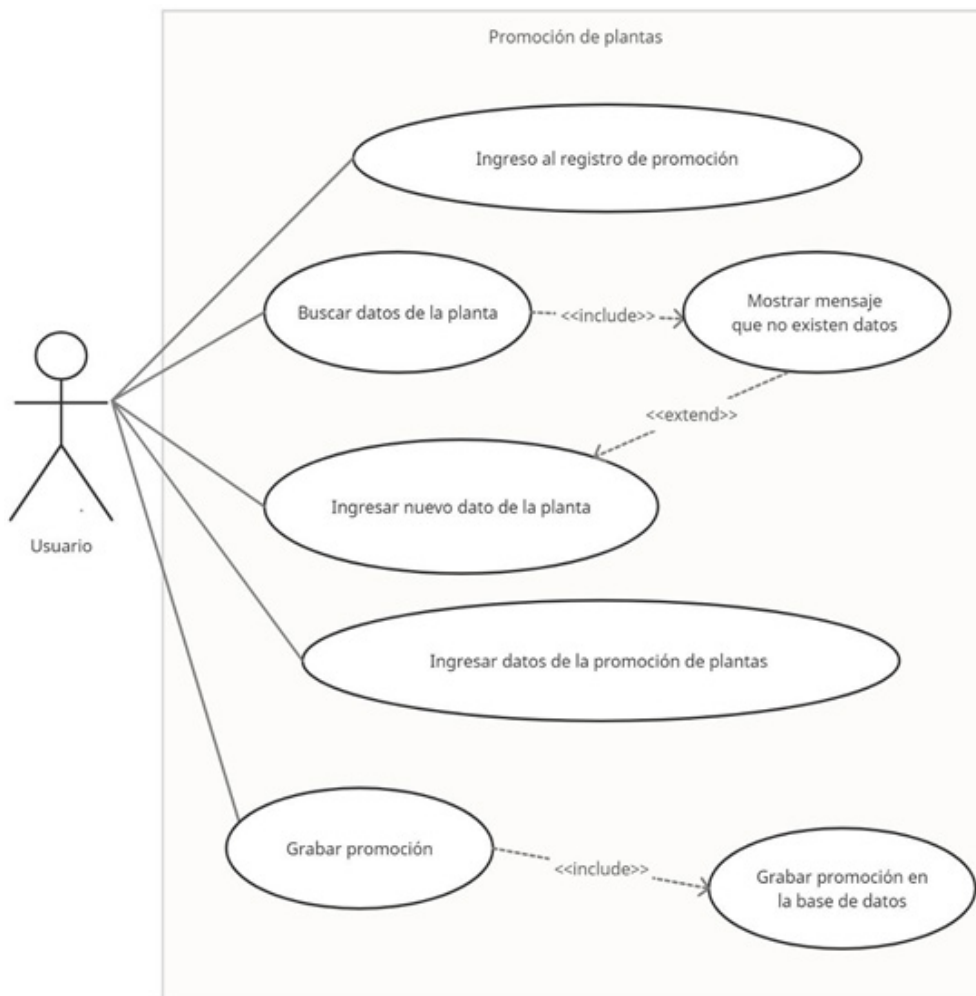 Promoción de plantas
Ingreso al registro de promoción
Buscar datos de la planta
<<include>>
Mostrar mensaje
que no existen datos
<<extend>>
Ingresar nuevo dato de la planta
Usuario
Ingresar datos de la promoción de plantas
Grabar promoción
<<include>>
Grabar promoción en
la base de datos